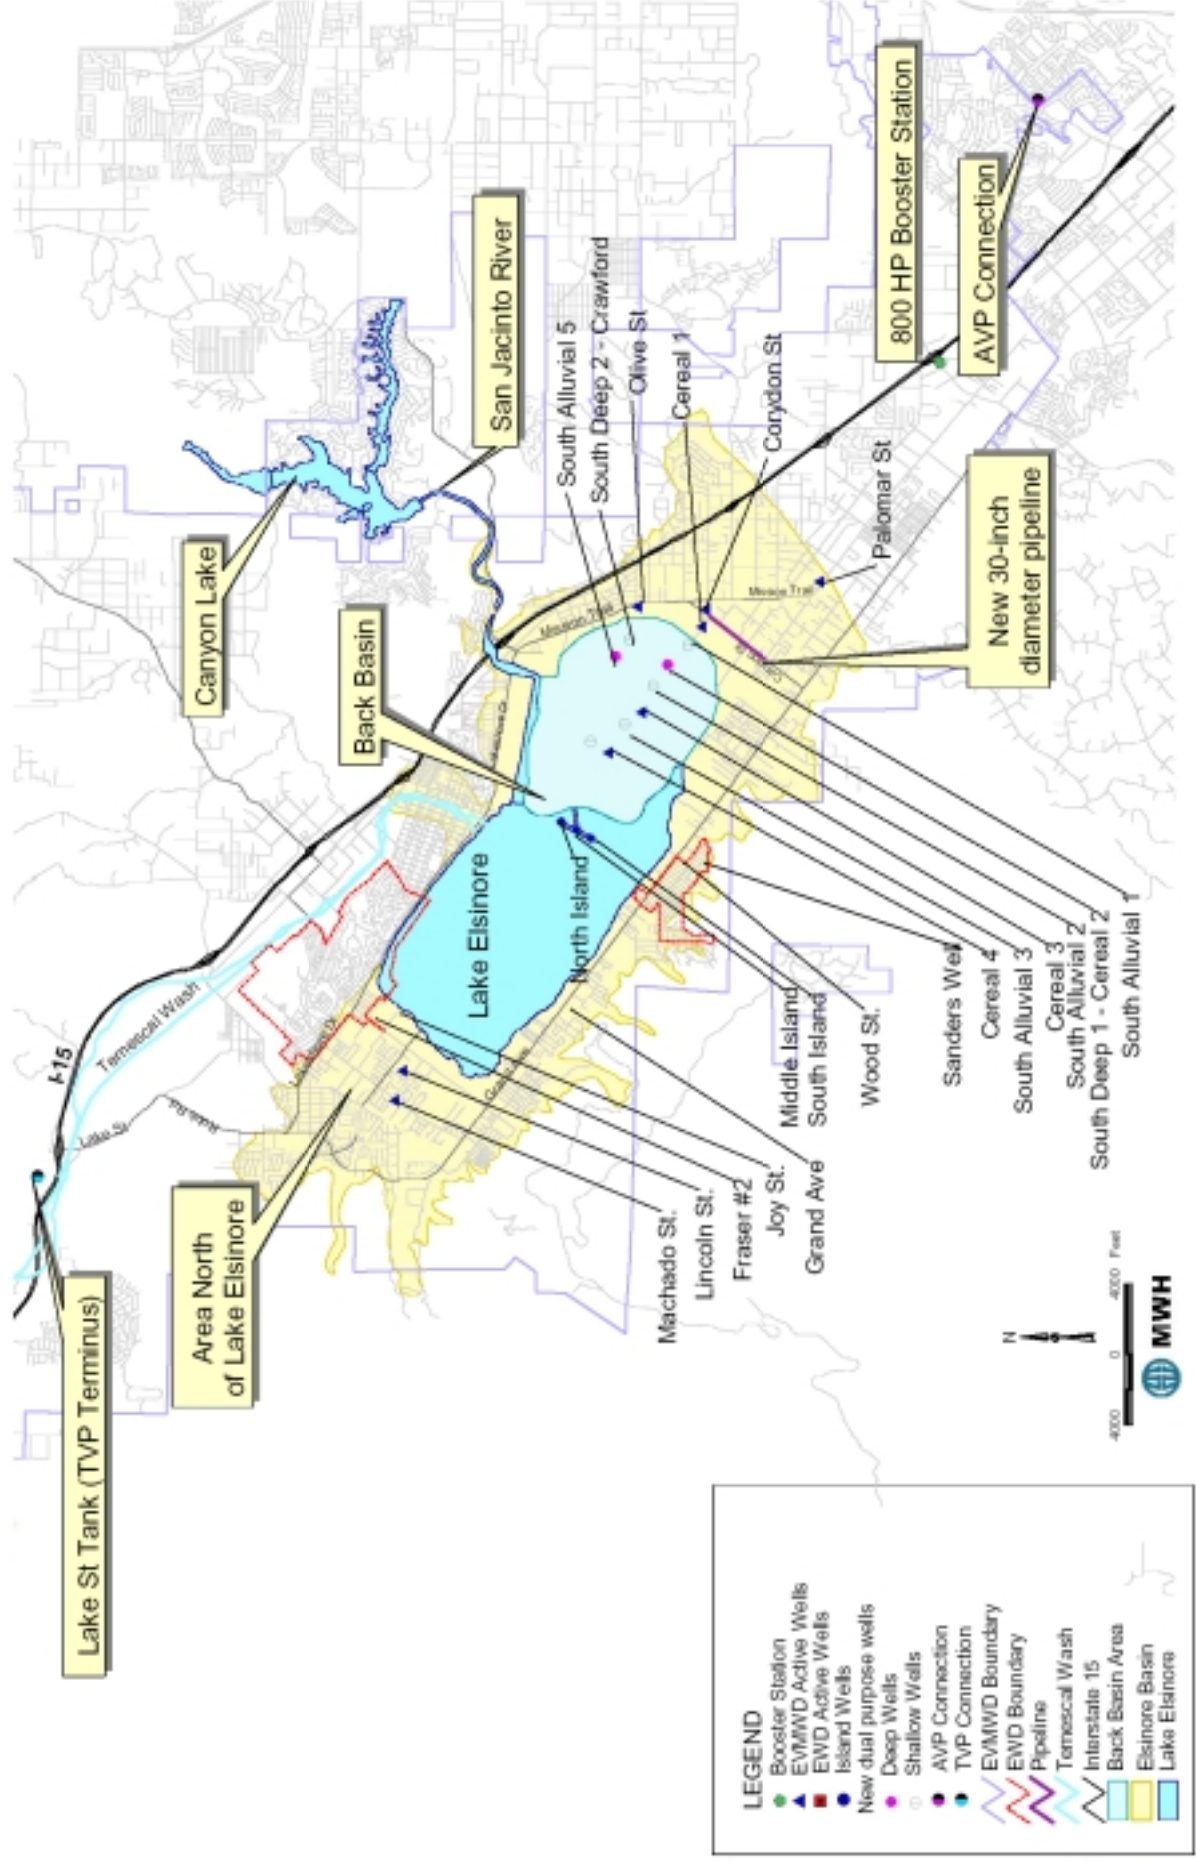 Lake St Tank (TVP Terminus)
I-15
Temescal Wash
Lake St
Area North
of Lake Elsinore
Canyon Lake
San Jacinto River
Back Basin
Mission Trail
Mission Trail
Lake Elsinore
North Island
South Alluvial 5
South Deep 2 - Crawford
Olive St
Cereal 1
Corydon St
Palomar St
800 HP Booster Station
AVP Connection
New 30-inch
diameter pipeline
Machado St.
Lincoln St.
Fraser #2
Joy St.
Grand Ave
Middle Island
South Island
Wood St.
Sanders Well
Cereal 4
South Alluvial 3
Cereal 3
South Alluvial 2
South Deep 1 - Cereal 2
South Alluvial 1
LEGEND
Booster Station
EVMWD Active Wells
EWD Active Wells
Island Wells
New dual purpose wells
Deep Wells
Shallow Wells
AVP Connection
TVP Connection
EVMWD Boundary
EWD Boundary
Pipeline
Temescal Wash
Interstate 15
Back Basin Area
Elsinore Basin
Lake Elsinore
N
4000 0 4000 Feet
MWH